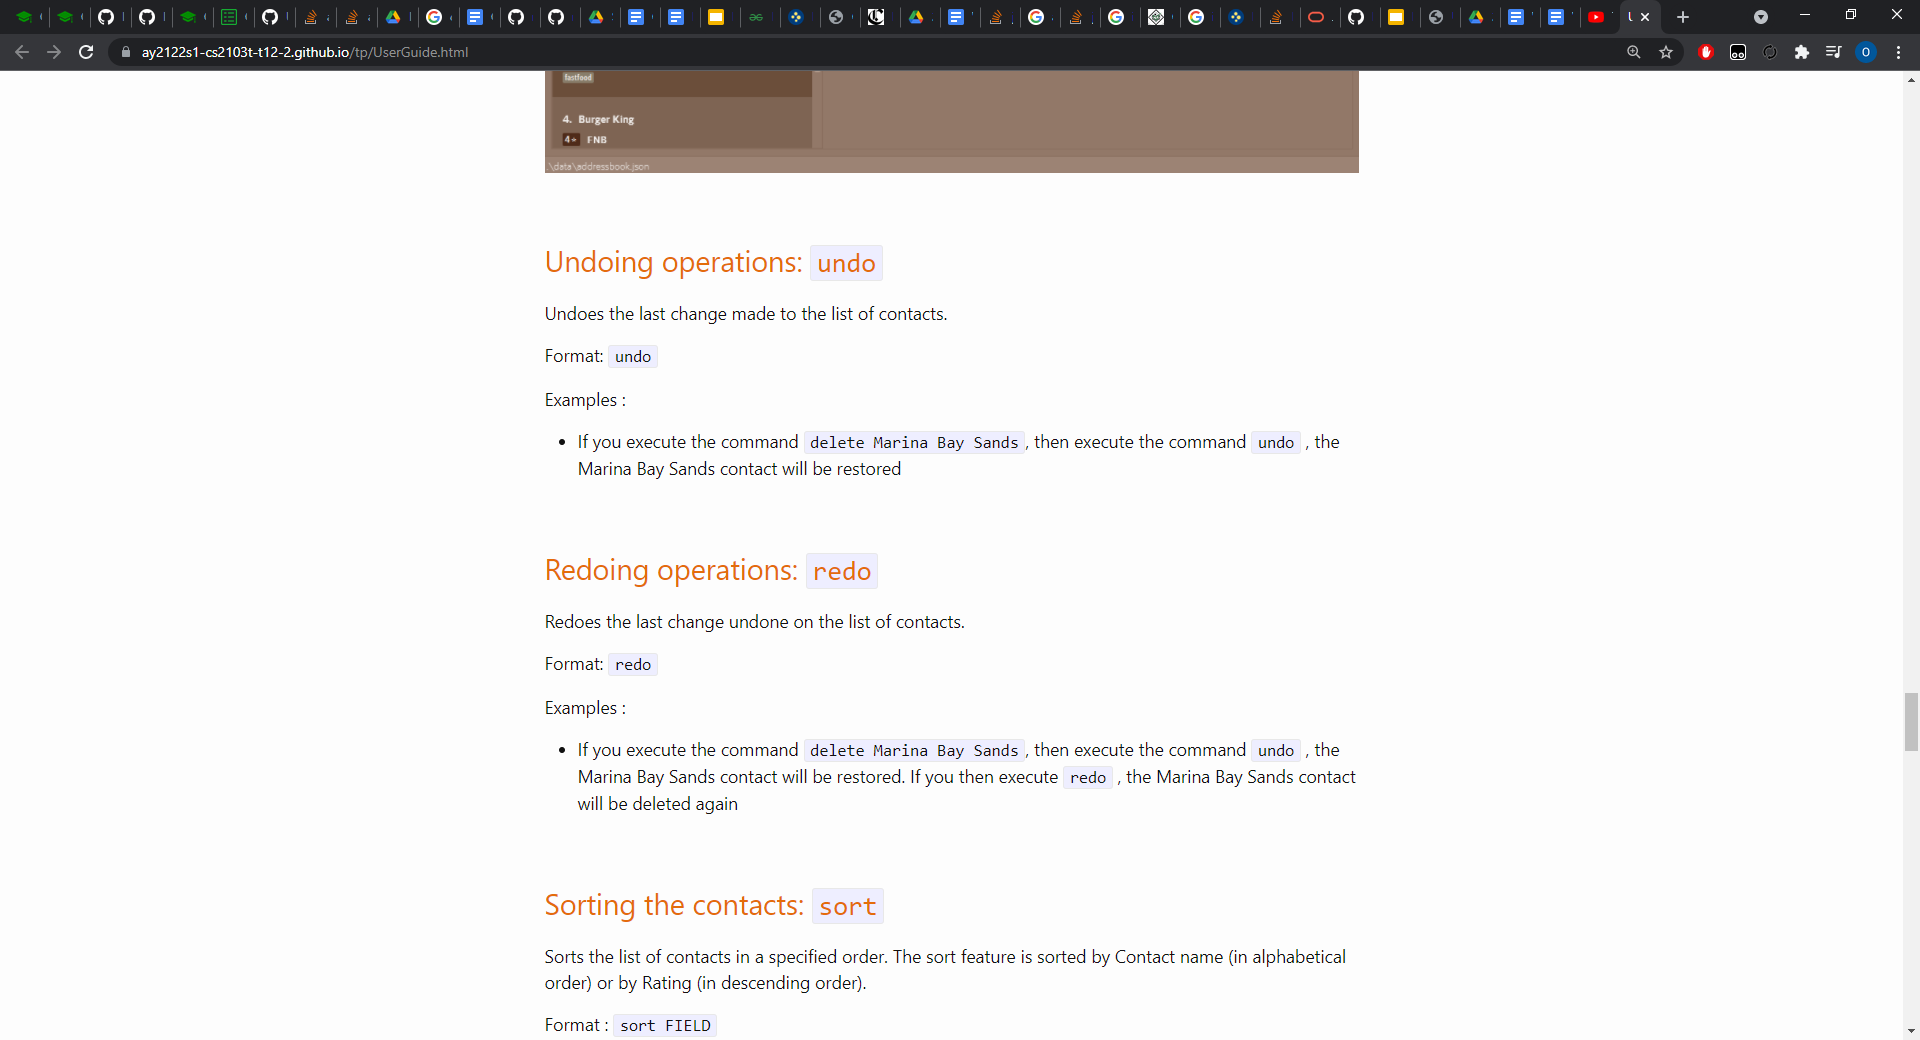 ay2122s1-cs2103t-t12-2.github.io/tp/UserGuide.html
fastfood
4. Burger King
4★ FNB
\data\addressbook.json
Undoing operations: undo
Undoes the last change made to the list of contacts.
Format: undo
Examples :
• If you execute the command delete Marina Bay Sands, then execute the command undo , the
Marina Bay Sands contact will be restored
Redoing operations: redo
Redoes the last change undone on the list of contacts.
Format: redo
Examples :
• If you execute the command delete Marina Bay Sands, then execute the command undo , the
Marina Bay Sands contact will be restored. If you then execute redo , the Marina Bay Sands contact
will be deleted again
Sorting the contacts: sort
Sorts the list of contacts in a specified order. The sort feature is sorted by Contact name (in alphabetical
order) or by Rating (in descending order).
Format : sort FIELD